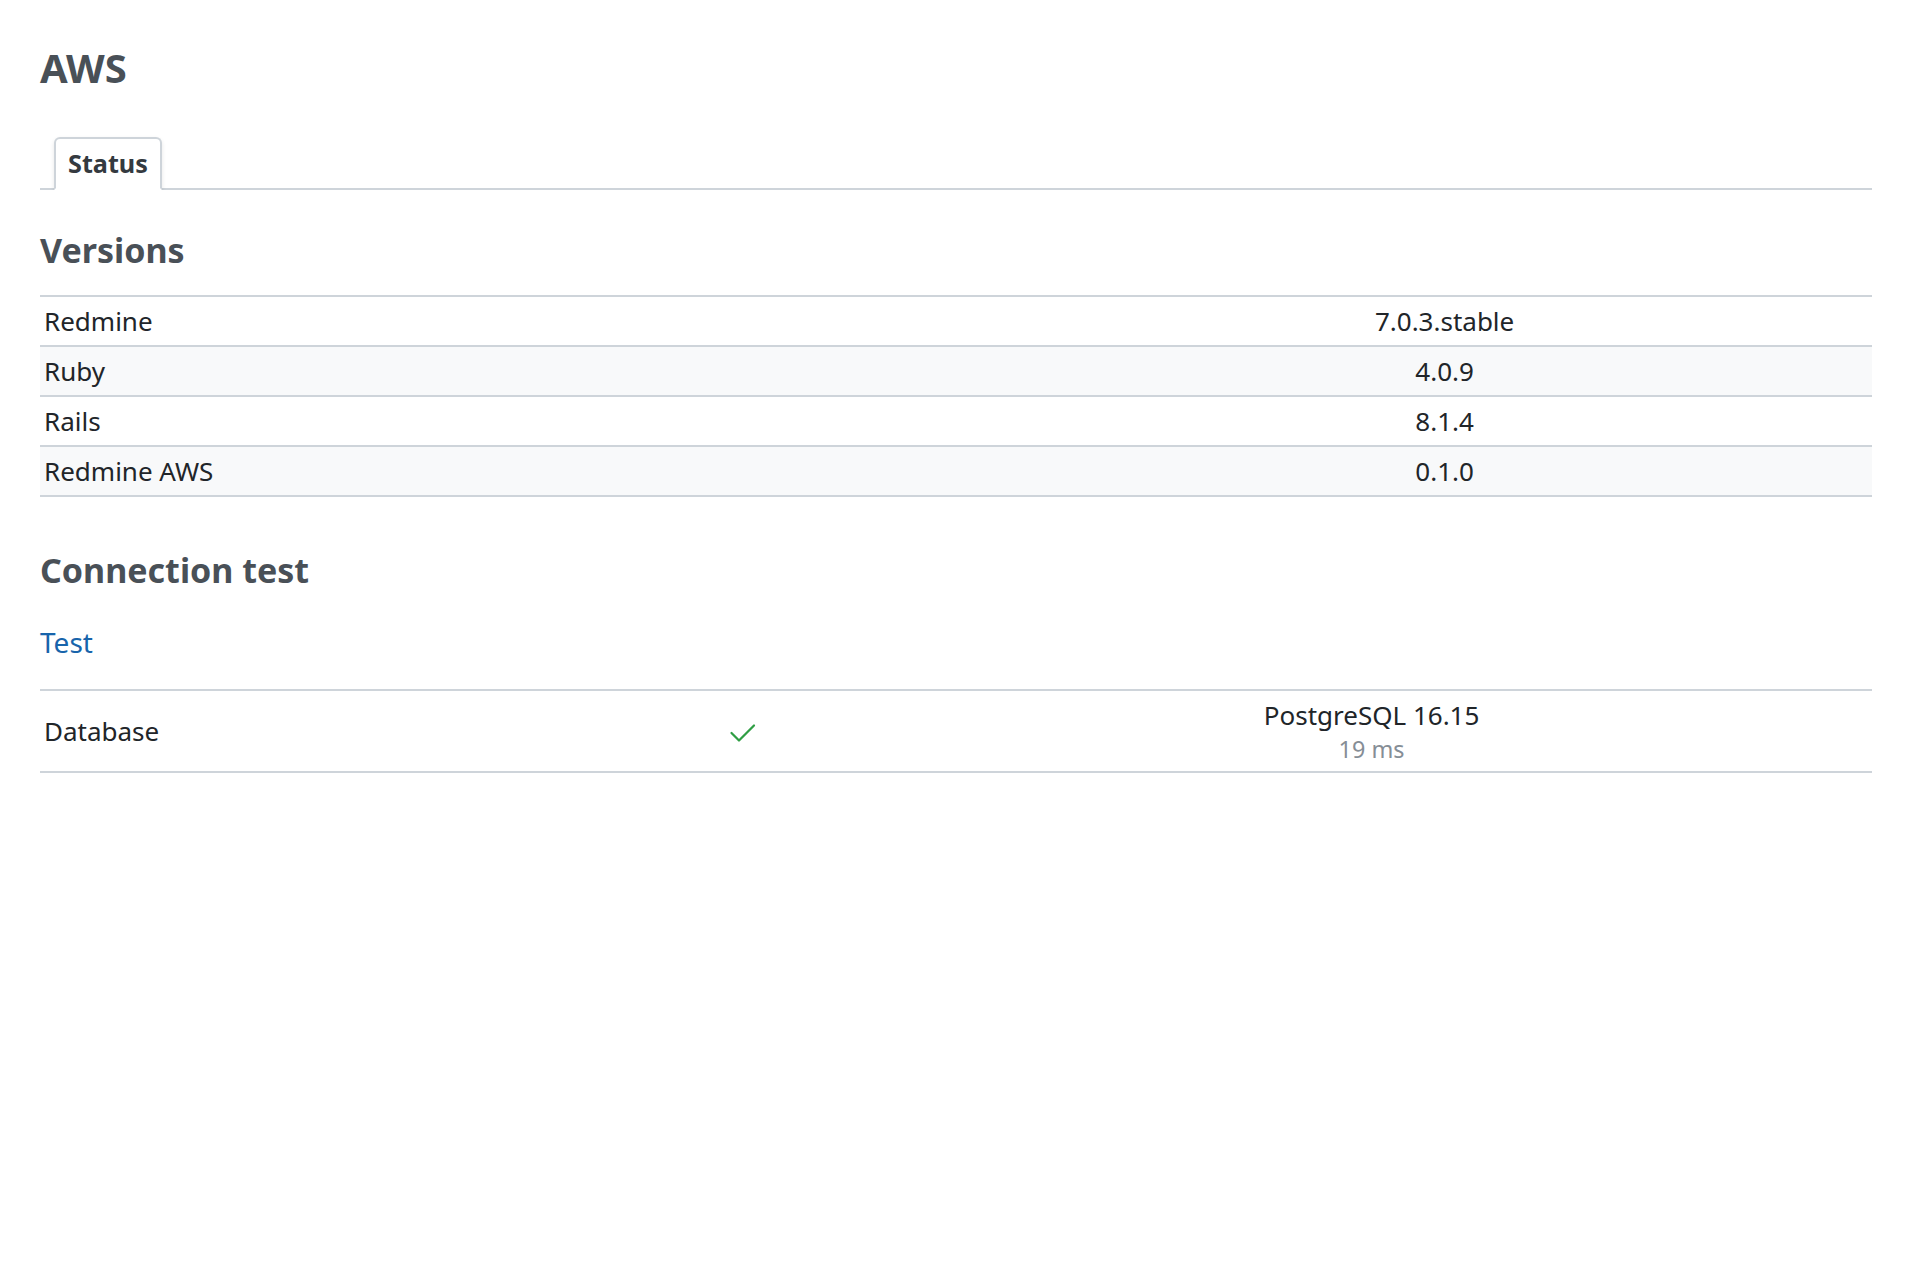 AWS
Status
Versions
Redmine 7.0.3.stable
Ruby 4.0.9
Rails 8.1.4
Redmine AWS 0.1.0
Connection test
Test
Database PostgreSQL 16.15
19 ms